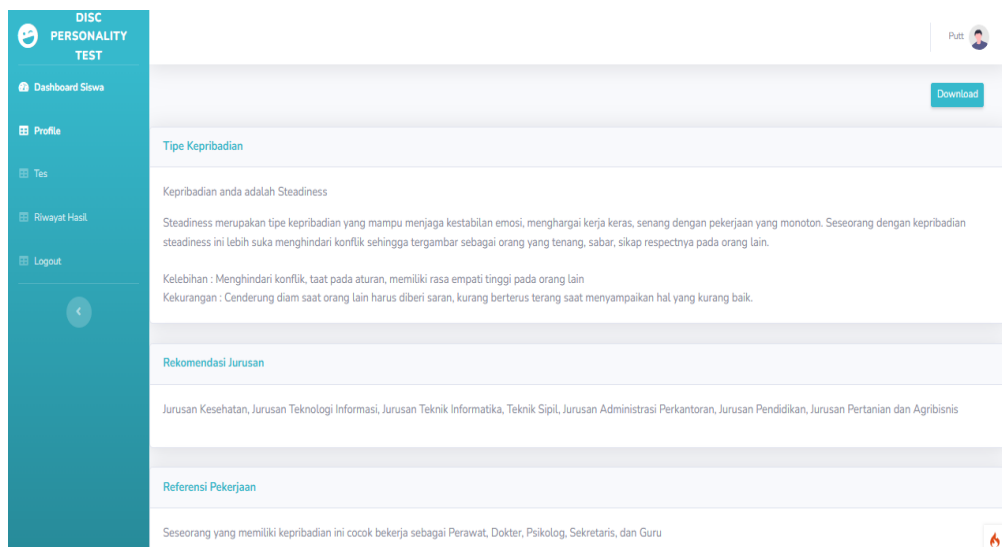 DISC
PERSONALITY
TEST
Putt
Dashboard Siswa
Download
Profile
Tipe Kepribadian
Tes
Kepribadian anda adalah Steadiness
Riwayat Hasil
Steadiness merupakan tipe kepribadian yang mampu menjaga kestabilan emosi, menghargai kerja keras, senang dengan pekerjaan yang monoton. Seseorang dengan kepribadian
steadiness ini lebih suka menghindari konflik sehingga tergambar sebagai orang yang tenang, sabar, sikap respectnya pada orang lain.
Logout
Kelebihan : Menghindari konflik, taat pada aturan, memiliki rasa empati tinggi pada orang lain
Kekurangan : Cenderung diam saat orang lain harus diberi saran, kurang berterus terang saat menyampaikan hal yang kurang baik.
Rekomendasi Jurusan
Jurusan Kesehatan, Jurusan Teknologi Informasi, Jurusan Teknik Informatika, Teknik Sipil, Jurusan Administrasi Perkantoran, Jurusan Pendidikan, Jurusan Pertanian dan Agribisnis
Referensi Pekerjaan
Seseorang yang memiliki kepribadian ini cocok bekerja sebagai Perawat, Dokter, Psikolog, Sekretaris, dan Guru